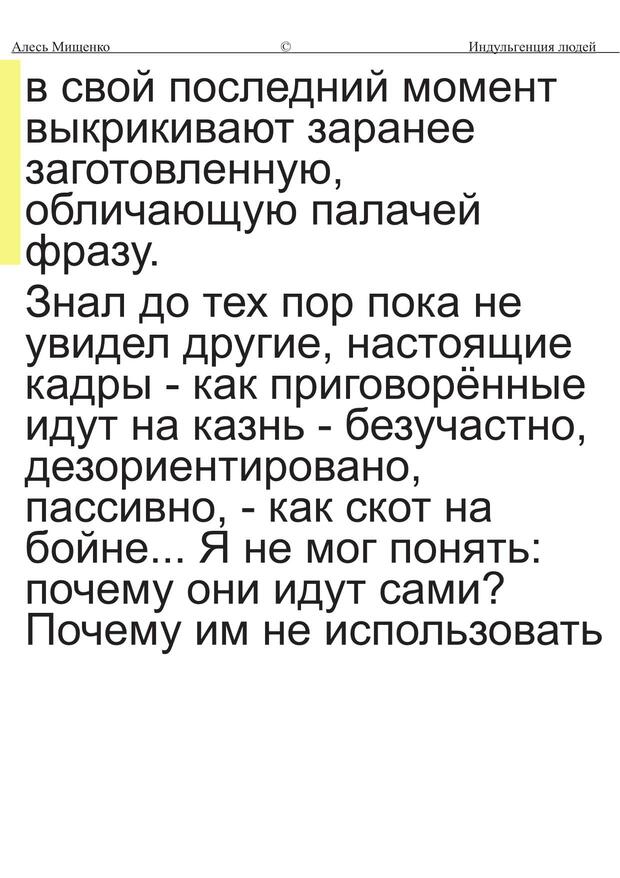 Алесь Мищенко © Индульгенция людей
в свой последний момент
выкрикивают заранее
заготовленную,
обличающую палачей
фразу.
Знал до тех пор пока не
увидел другие, настоящие
кадры - как приговорённые
идут на казнь - безучастно,
дезориентировано,
пассивно, - как скот на
бойне... Я не мог понять:
почему они идут сами?
Почему им не использовать